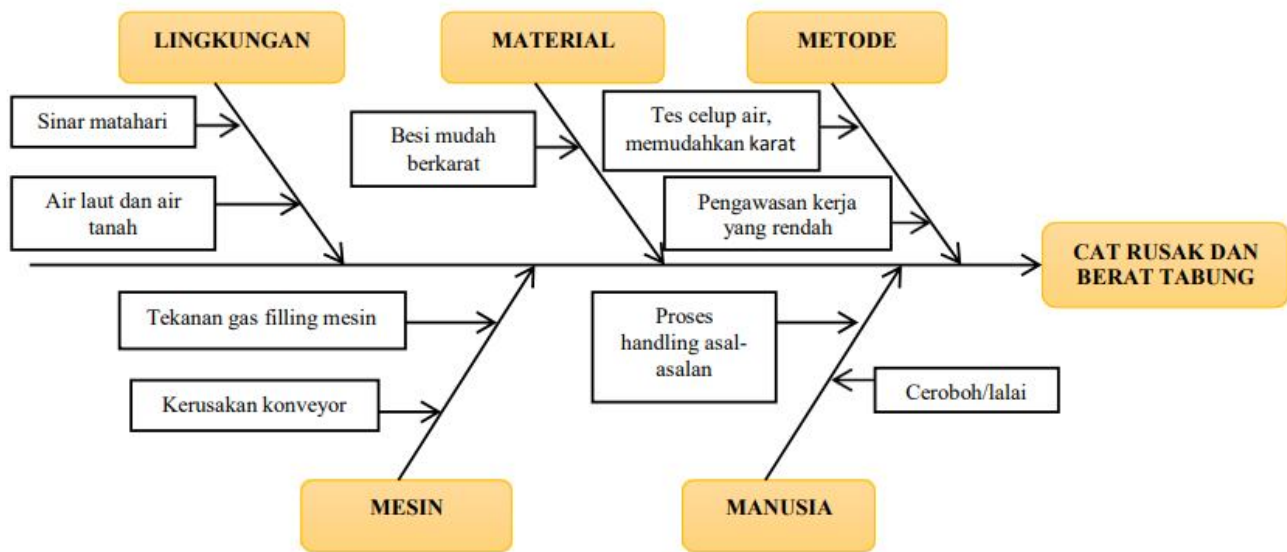 LINGKUNGAN
MATERIAL
METODE
Sinar matahari
Air laut dan air
tanah
Besi mudah
berkarat
Tes celup air,
memudahkan karat
Pengawasan kerja
yang rendah
CAT RUSAK DAN
BERAT TABUNG
Tekanan gas filling mesin
Kerusakan konveyor
Proses
handling asal-
asalan
Ceroboh/lalai
MESIN
MANUSIA